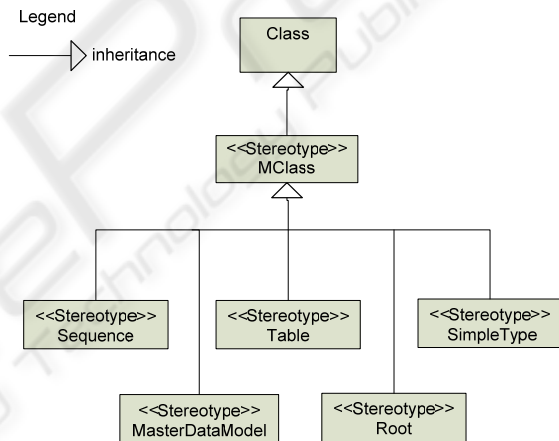 Legend
inheritance
Class
<<Stereotype>>
MClass
<<Stereotype>>
Sequence
<<Stereotype>>
Table
<<Stereotype>>
SimpleType
<<Stereotype>>
MasterDataModel
<<Stereotype>>
Root